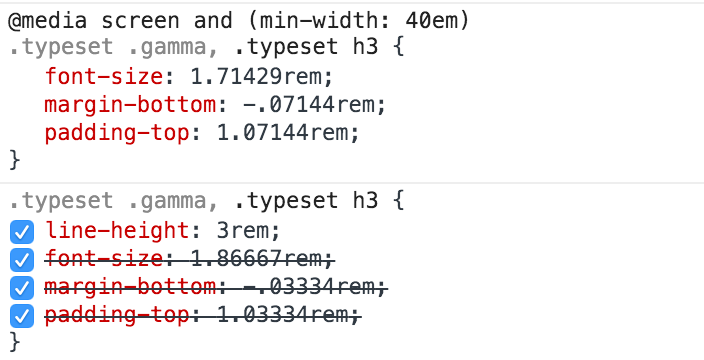 @media screen and (min-width: 40em)
.typeset .gamma, .typeset h3 {
font-size: 1.71429rem;
margin-bottom: -.07144rem;
padding-top: 1.07144rem;
}
.typeset .gamma, .typeset h3 {
line-height: 3rem;
font-size: 1.86667rem;
margin-bottom: -.03334rem;
padding-top: 1.03334rem;
}